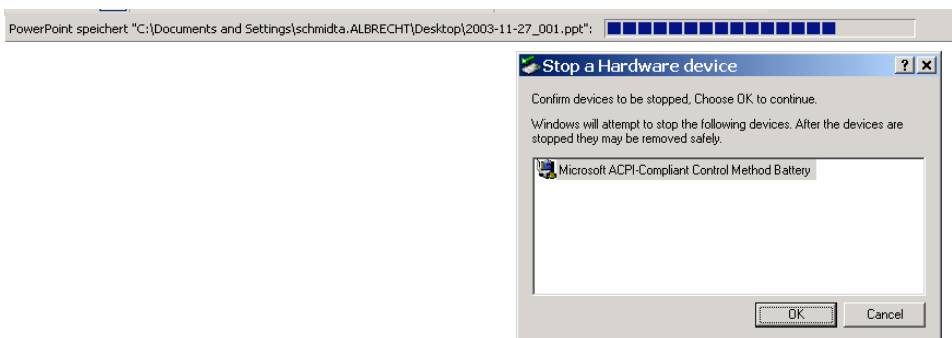 PowerPoint speichert "C:\Documents and Settings\schmidta.ALBRECHT\Desktop\2003-11-27_001.ppt":
Stop a Hardware device
Confirm devices to be stopped, Choose OK to continue.
Windows will attempt to stop the following devices. After the devices are
stopped they may be removed safely.
Microsoft ACPI-Compliant Control Method Battery
OK Cancel